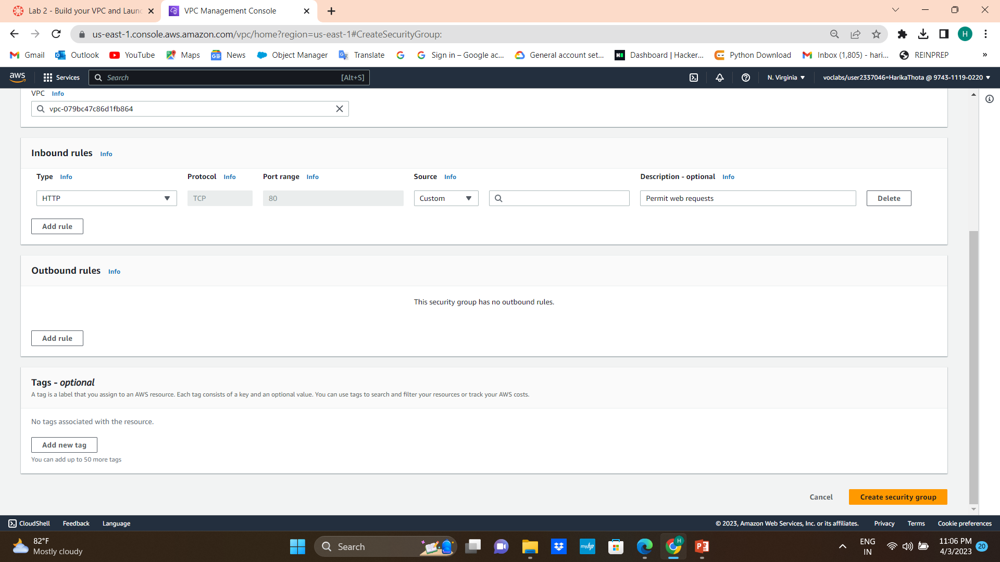 Lab 2 - Build your VPC and Laun
VPC Management Console
us-east-1.console.aws.amazon.com/vpc/home?region=us-east-1#CreateSecurityGroup:
H
Gmail Outlook YouTube Maps News Object Manager Translate Sign in – Google ac... General account set... Dashboard | Hacker... Python Download Inbox (1,805) - hari... REINPREP »
aws Services Search [Alt+S] N. Virginia voclabs/user2337046=HarikaThota @ 9743-1119-0220
VPC Info
vpc-079bc47c86d1fb864
Inbound rules Info
Type Info Protocol Info Port range Info Source Info Description - optional Info
HTTP TCP 80 Custom Permit web requests Delete
Add rule
Outbound rules Info
This security group has no outbound rules.
Add rule
Tags - optional
A tag is a label that you assign to an AWS resource. Each tag consists of a key and an optional value. You can use tags to search and filter your resources or track your AWS costs.
No tags associated with the resource.
Add new tag
You can add up to 50 more tags
Cancel Create security group
CloudShell Feedback Language © 2023, Amazon Web Services, Inc. or its affiliates. Privacy Terms Cookie preferences
82°F
Mostly cloudy
Search
myhp
H
ENG
IN
11:06 PM
4/3/2023
20